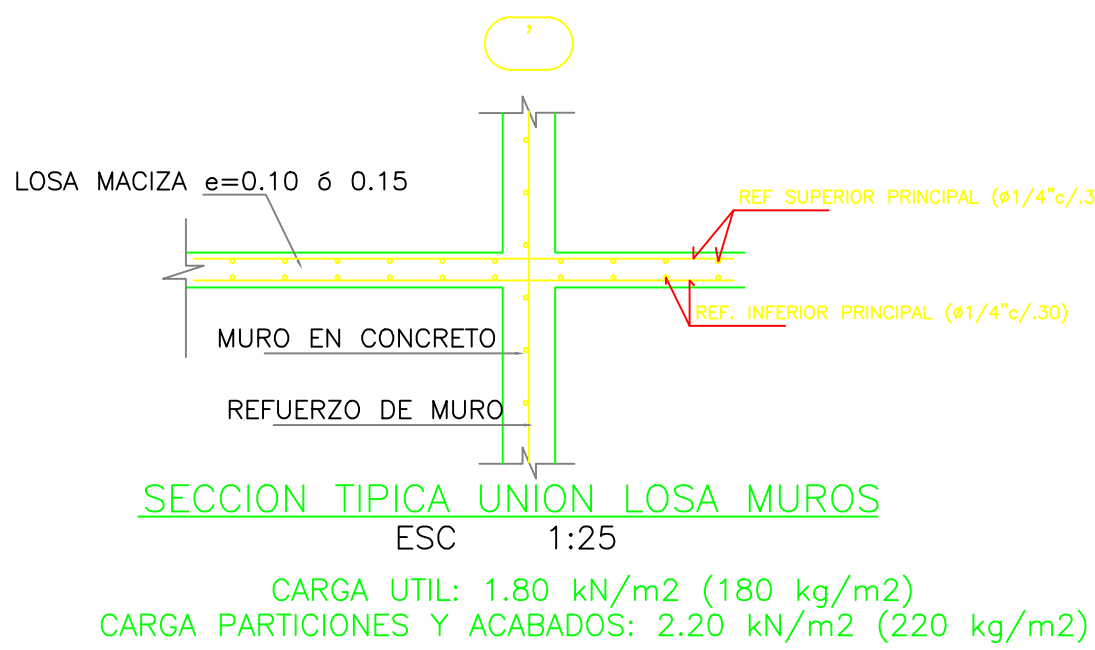 ’
LOSA MACIZA e=0.10 ó 0.15
REF SUPERIOR PRINCIPAL (ø1/4"c/.3
REF. INFERIOR PRINCIPAL (ø1/4"c/.30)
MURO EN CONCRETO
REFUERZO DE MURO
SECCION TIPICA UNION LOSA MUROS
ESC 1:25
CARGA UTIL: 1.80 kN/m2 (180 kg/m2)
CARGA PARTICIONES Y ACABADOS: 2.20 kN/m2 (220 kg/m2)